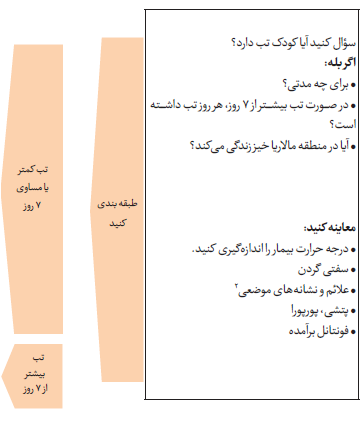 سؤال کنید آیا کودک تب دارد؟
اگر بله:
• برای چه مدتی؟
• در صورت تب بیشتر از ۷ روز، هر روز تب داشته
است؟
• آیا در منطقه مالاریا خیز زندگی می‌کند؟
معاینه کنید:
• درجه حرارت بیمار را اندازه‌گیری کنید.
• سفتی گردن
• علائم و نشانه‌های موضعی۲
• پتشی، پورپورا
• فونتانل برآمده
طبقه بندی
کنید
تب کمتر
یا مساوی
۷ روز
تب
بیشتر
از ۷ روز